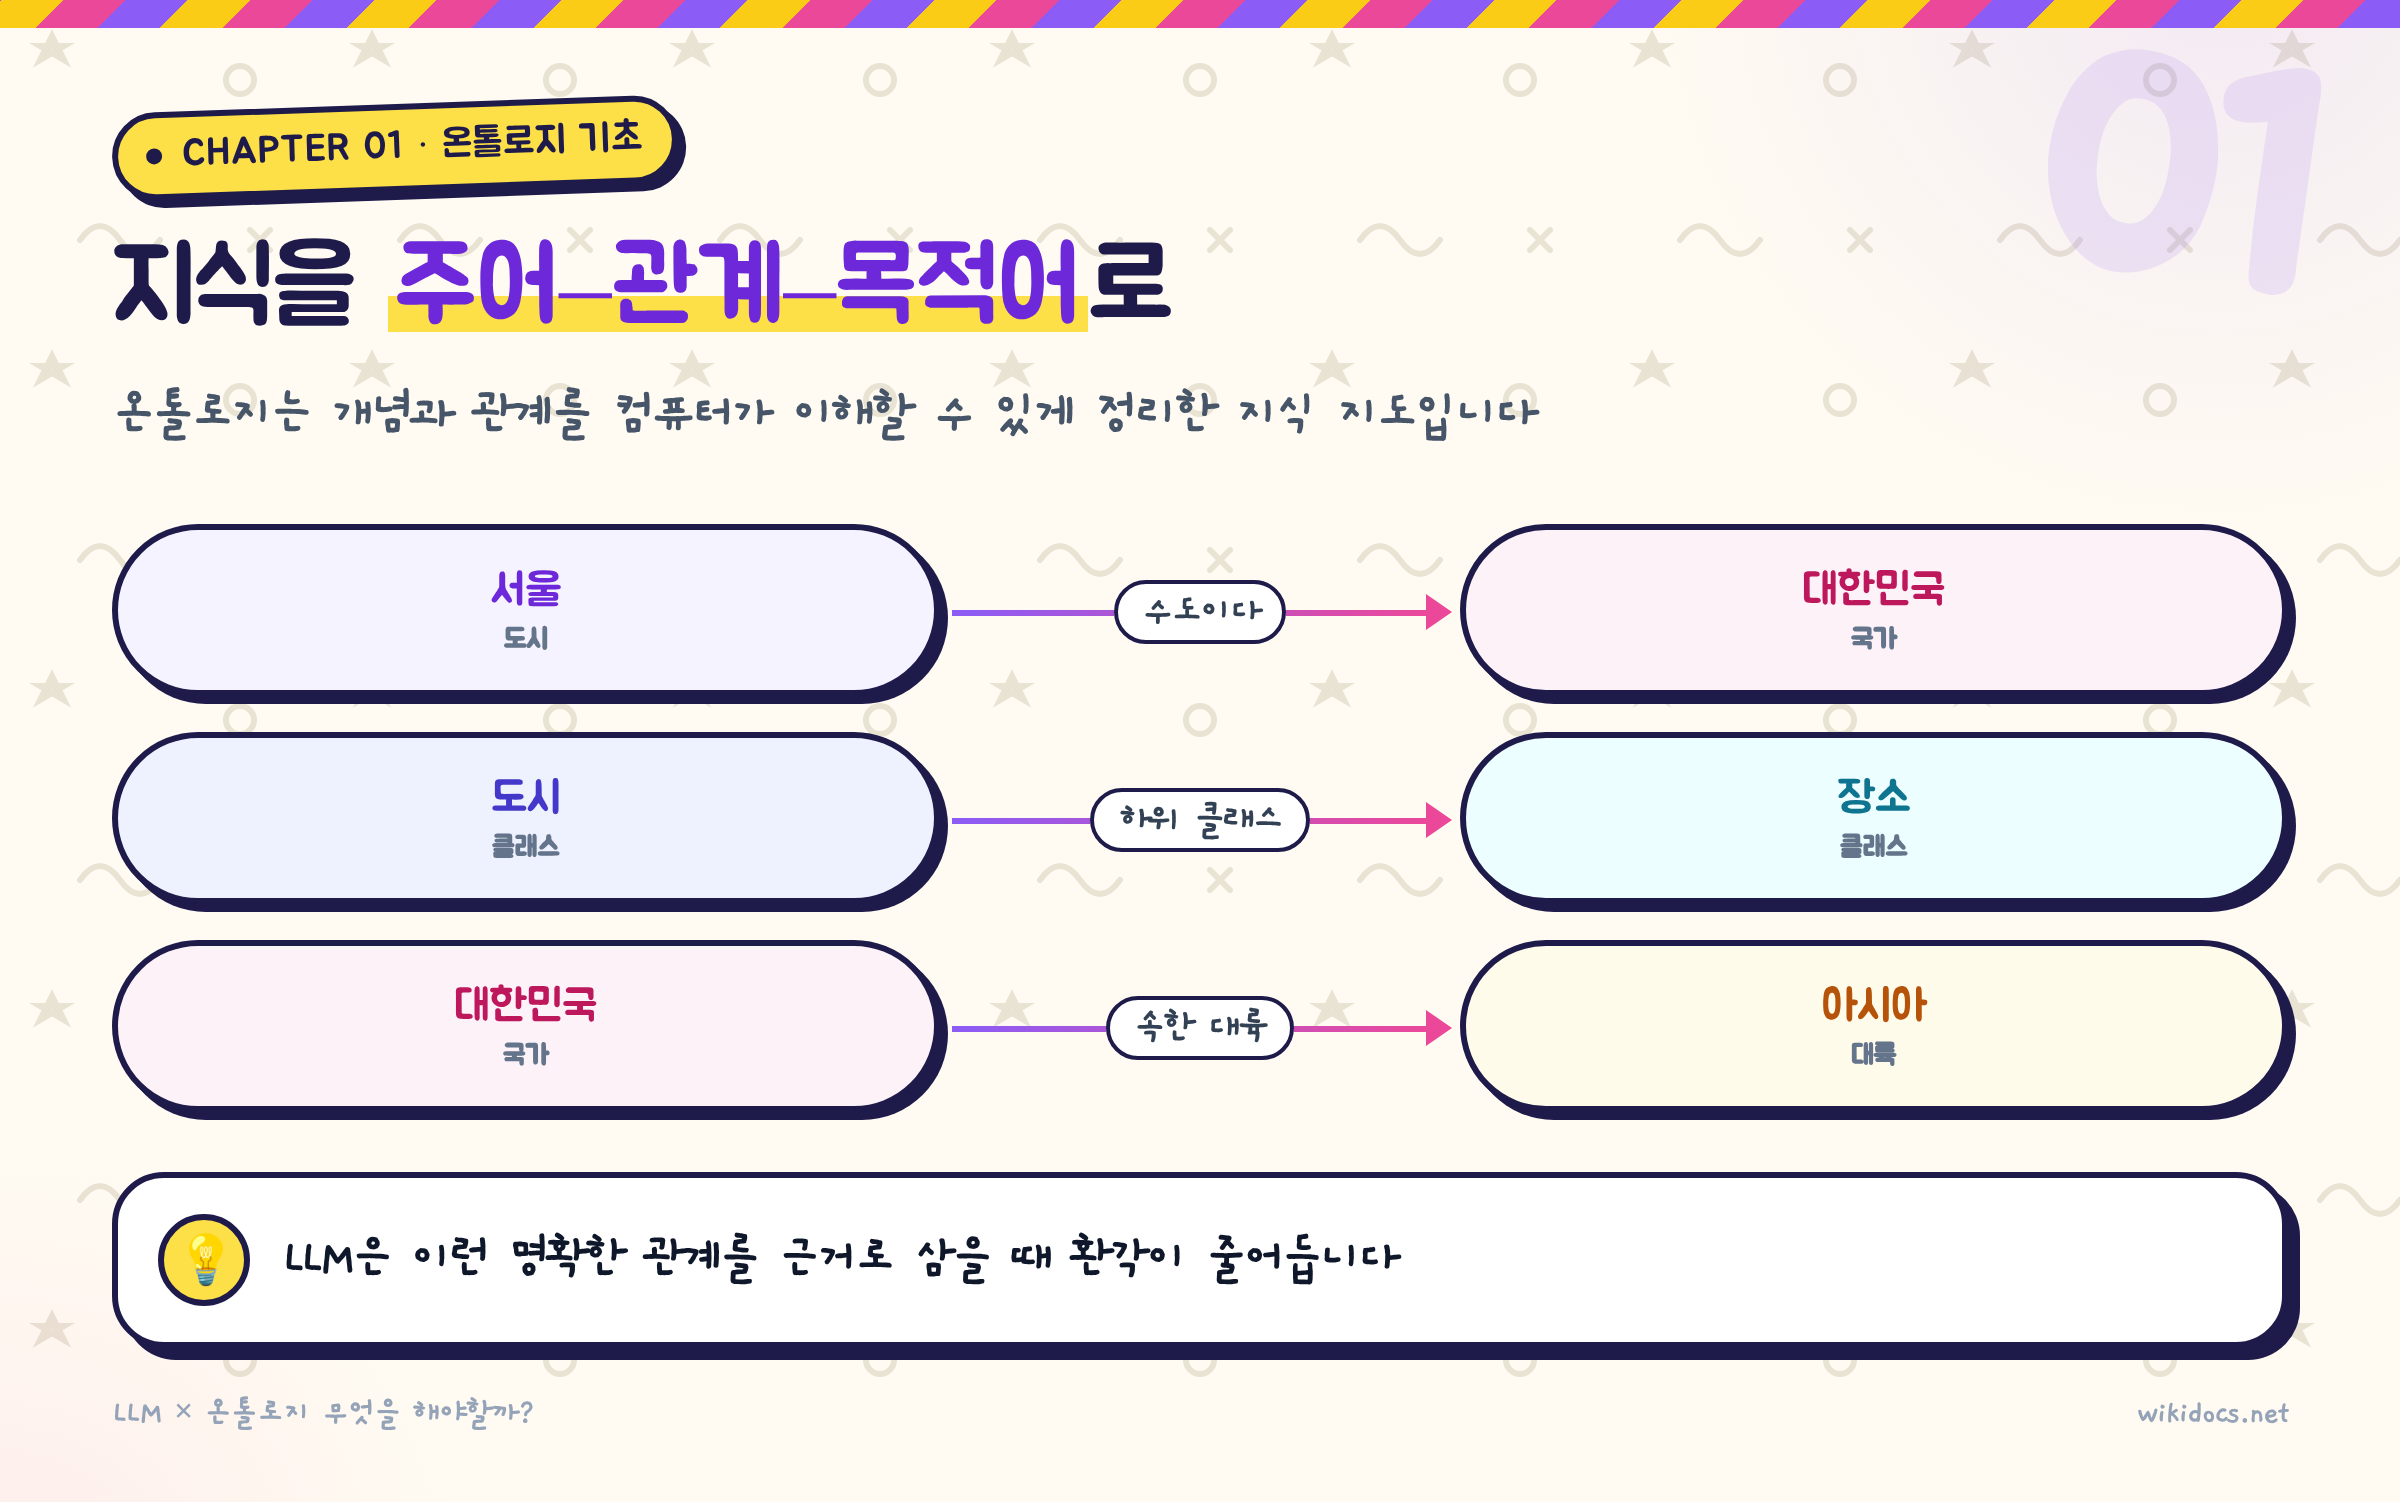 CHAPTER 01 · 온톨로지 기초
01
지식을 주어—관계—목적어로
온톨로지는 개념과 관계를 컴퓨터가 이해할 수 있게 정리한 지식 지도입니다
서울
도시
수도이다
대한민국
국가
도시
클래스
하위 클래스
장소
클래스
대한민국
국가
속한 대륙
아시아
대륙
LLM은 이런 명확한 관계를 근거로 삼을 때 환각이 줄어듭니다
LLM × 온톨로지 무엇을 해야할까?
wikidocs.net